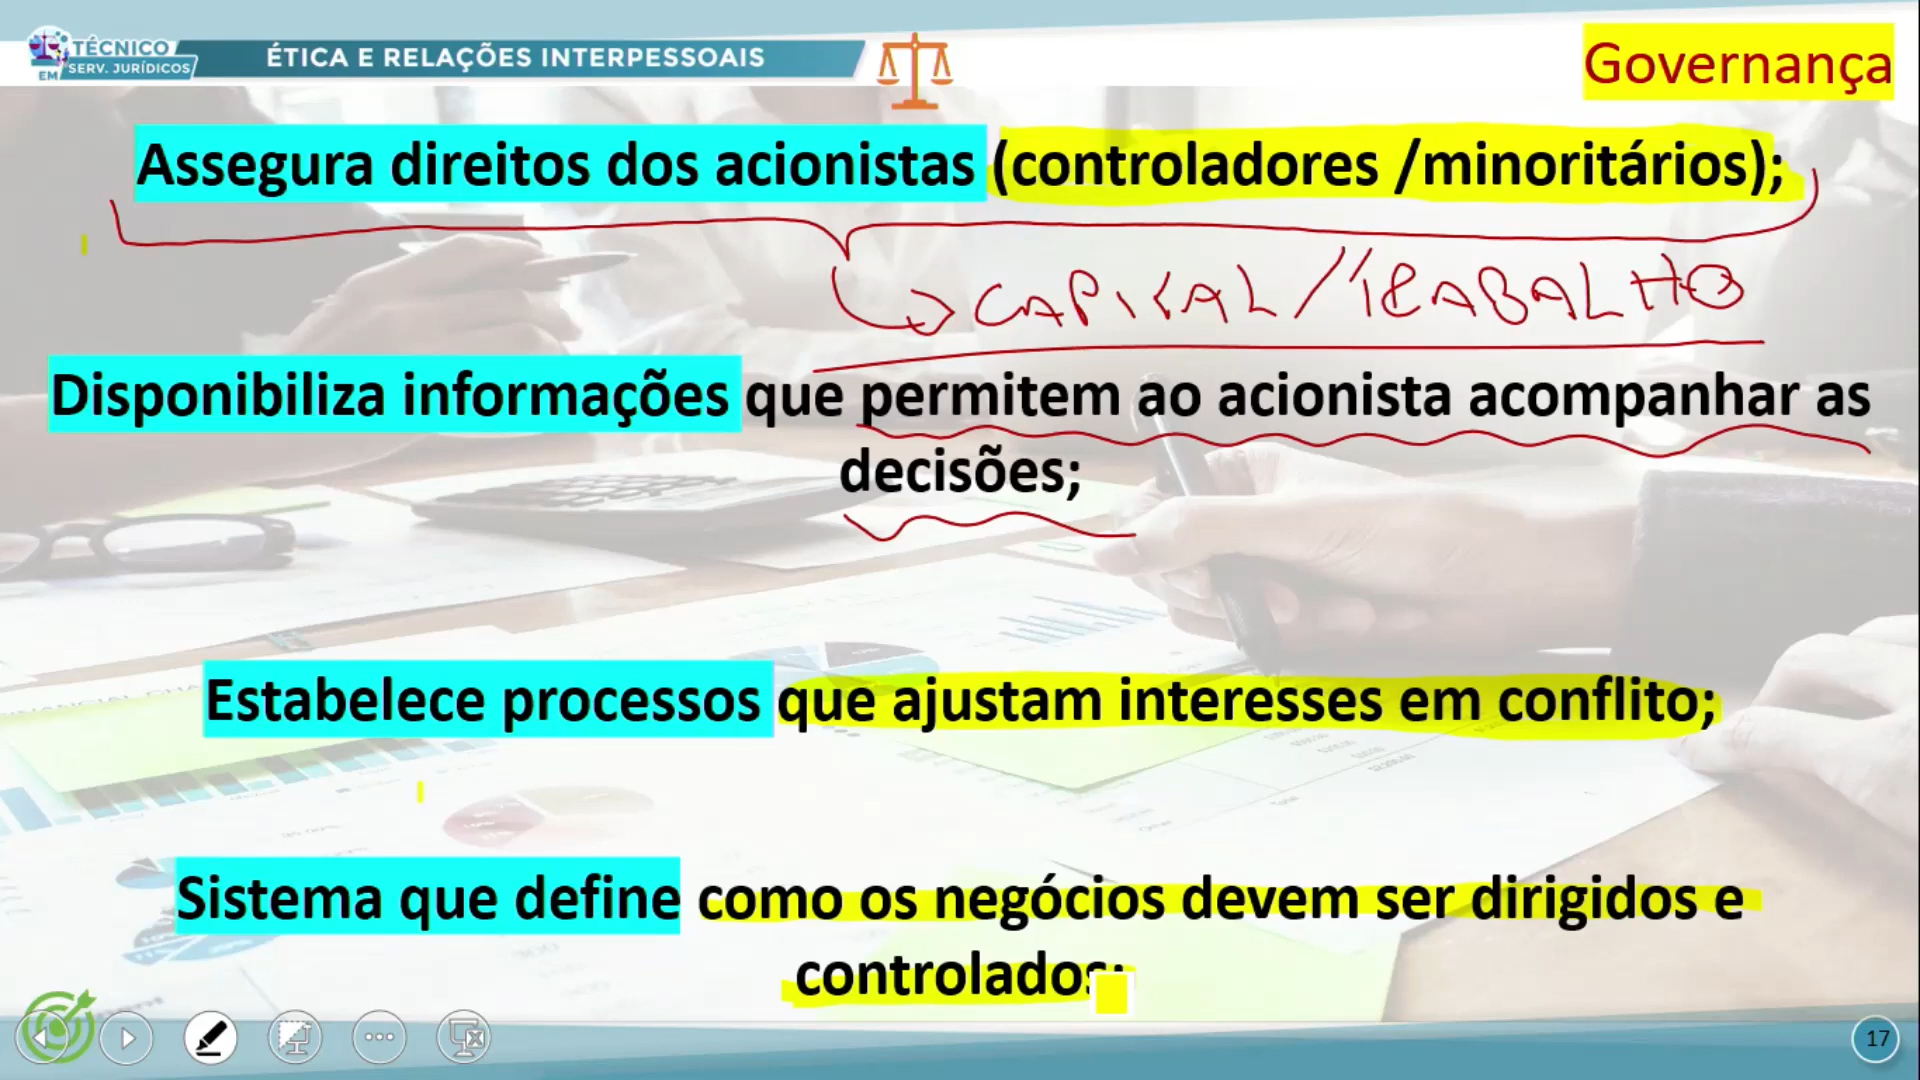 TÉCNICO
EM SERV. JURÍDICOS
ÉTICA E RELAÇÕES INTERPESSOAIS
Governança
Assegura direitos dos acionistas (controladores /minoritários);
CAPITAL/TRABALHO
Disponibiliza informações que permitem ao acionista acompanhar as
decisões;
Estabelece processos que ajustam interesses em conflito;
Sistema que define como os negócios devem ser dirigidos e
controlados;
17